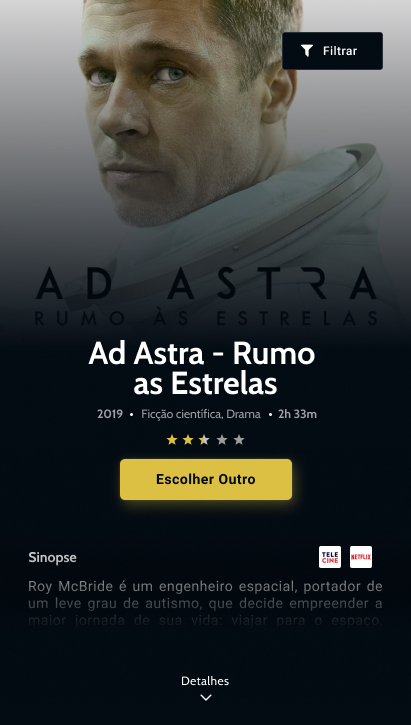 Filtrar
AD ASTRA
RUMO ÀS ESTRELAS
Ad Astra - Rumo
as Estrelas
2019 • Ficção científica, Drama • 2h 33m
Escolher Outro
Sinopse
TELE
CINE
NETFLIX
Roy McBride é um engenheiro espacial, portador de
um leve grau de autismo, que decide empreender a
maior jornada de sua vida: viajar para o espaço,
Detalhes